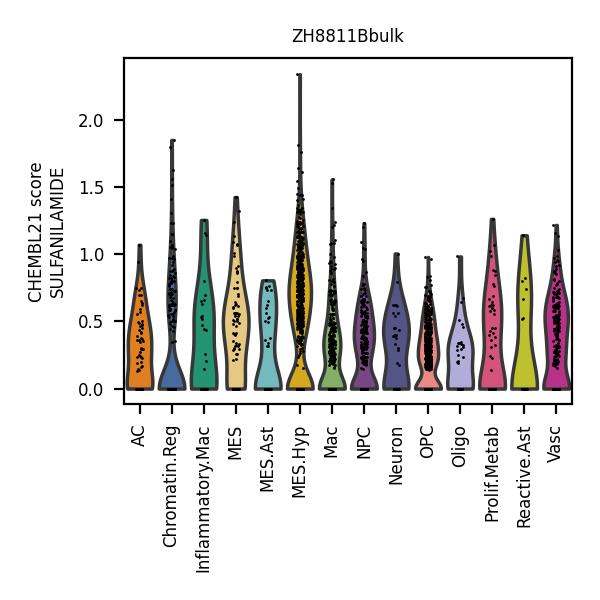 ZH8811Bbulk
CHEMBL21 score
SULFANILAMIDE
2.0
1.5
1.0
0.5
0.0
AC
Chromatin.Reg
Inflammatory.Mac
MES
MES.Ast
MES.Hyp
Mac
NPC
Neuron
OPC
Oligo
Prolif.Metab
Reactive.Ast
Vasc